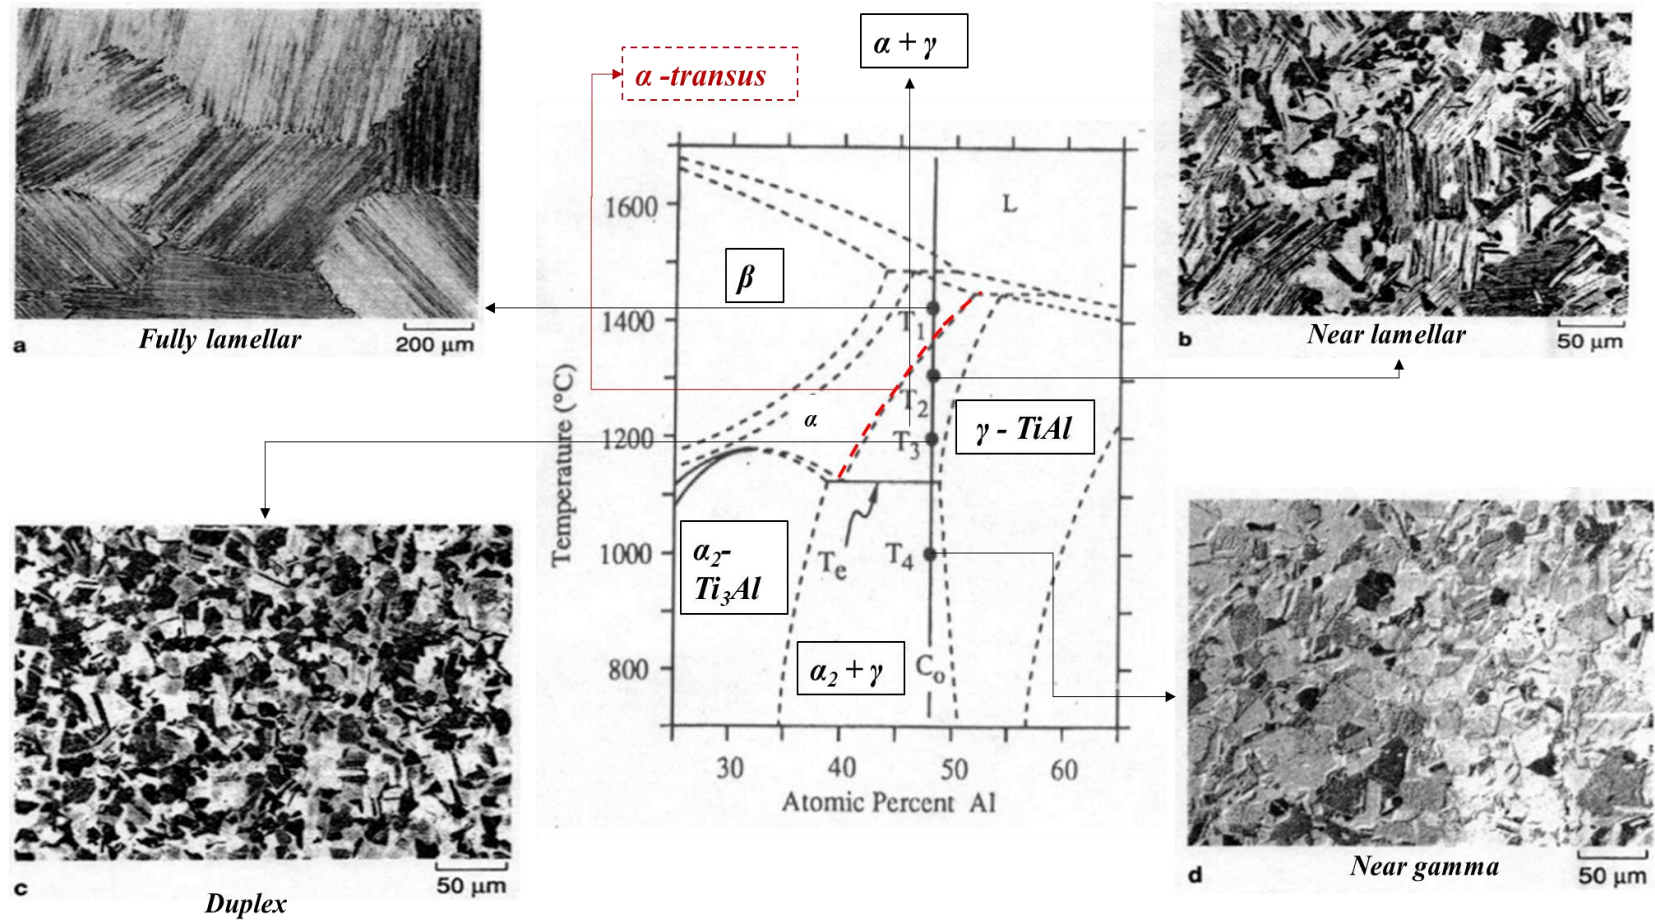 α + γ
α -transus
Fully lamellar
a
200 μm
Near lamellar
b
50 μm
Temperature (°C)
1600
1400
1200
1000
800
L
β
T1
T2
α
T3
γ - TiAl
α2-
Ti3Al
Te
T4
α2 + γ
Co
30
40
50
60
Atomic Percent Al
c
50 μm
Duplex
d
Near gamma
50 μm